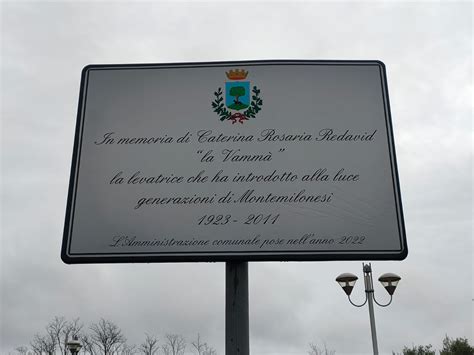 In memoria di Caterina Rosaria Redavid
"la Vammà"
la levatrice che ha introdotto alla luce
generazioni di Montemilonesi
1923 - 2011
L'Amministrazione comunale pose nell'anno 2022